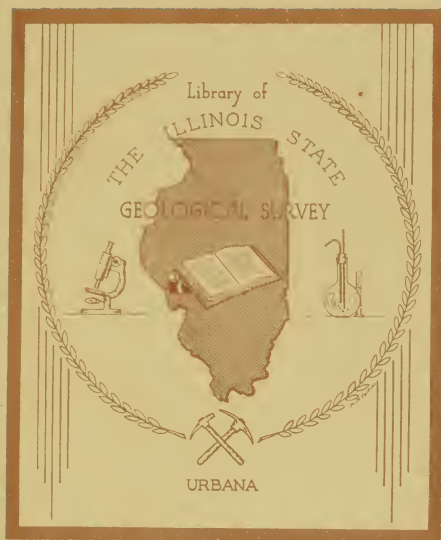 Library of
THE ILLINOIS STATE
GEOLOGICAL SURVEY
URBANA